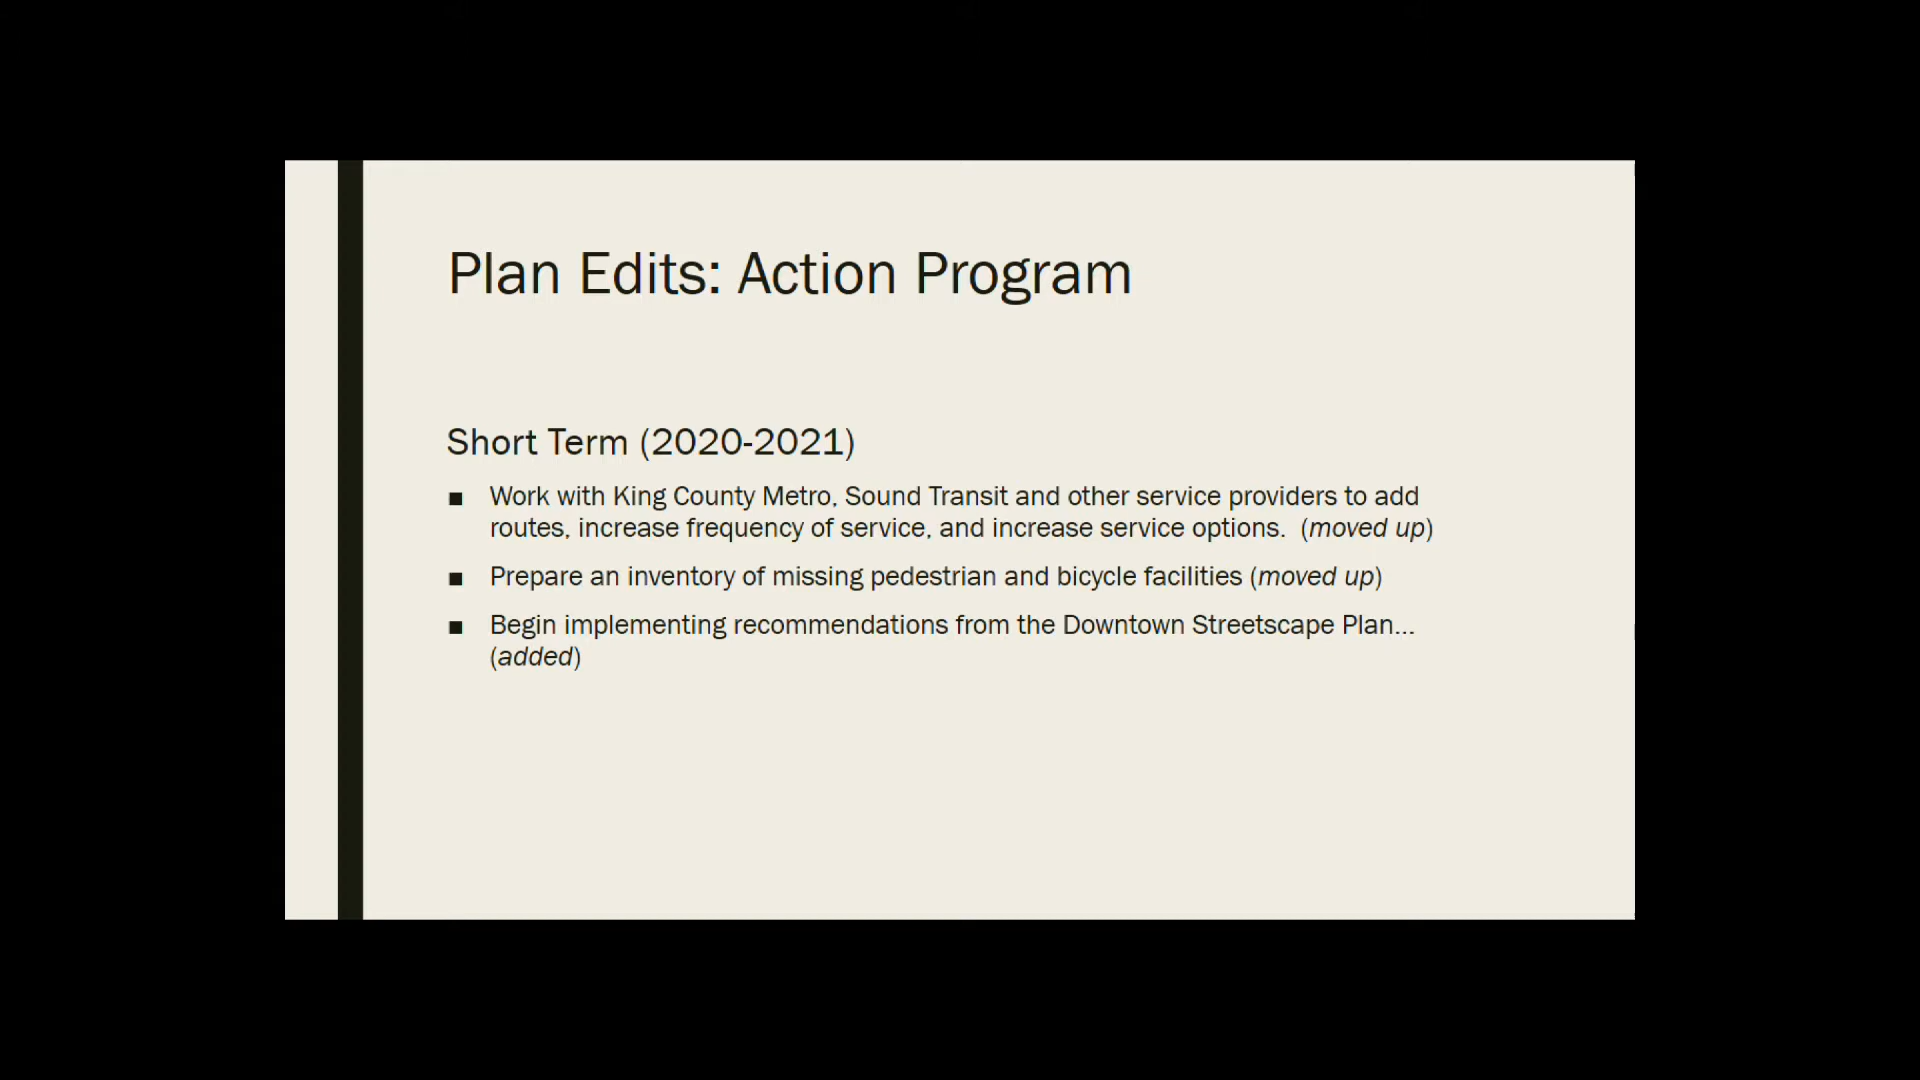 Plan Edits: Action Program
Short Term (2020-2021)
■ Work with King County Metro, Sound Transit and other service providers to add
routes, increase frequency of service, and increase service options.  (moved up)
■ Prepare an inventory of missing pedestrian and bicycle facilities (moved up)
■ Begin implementing recommendations from the Downtown Streetscape Plan...
(added)